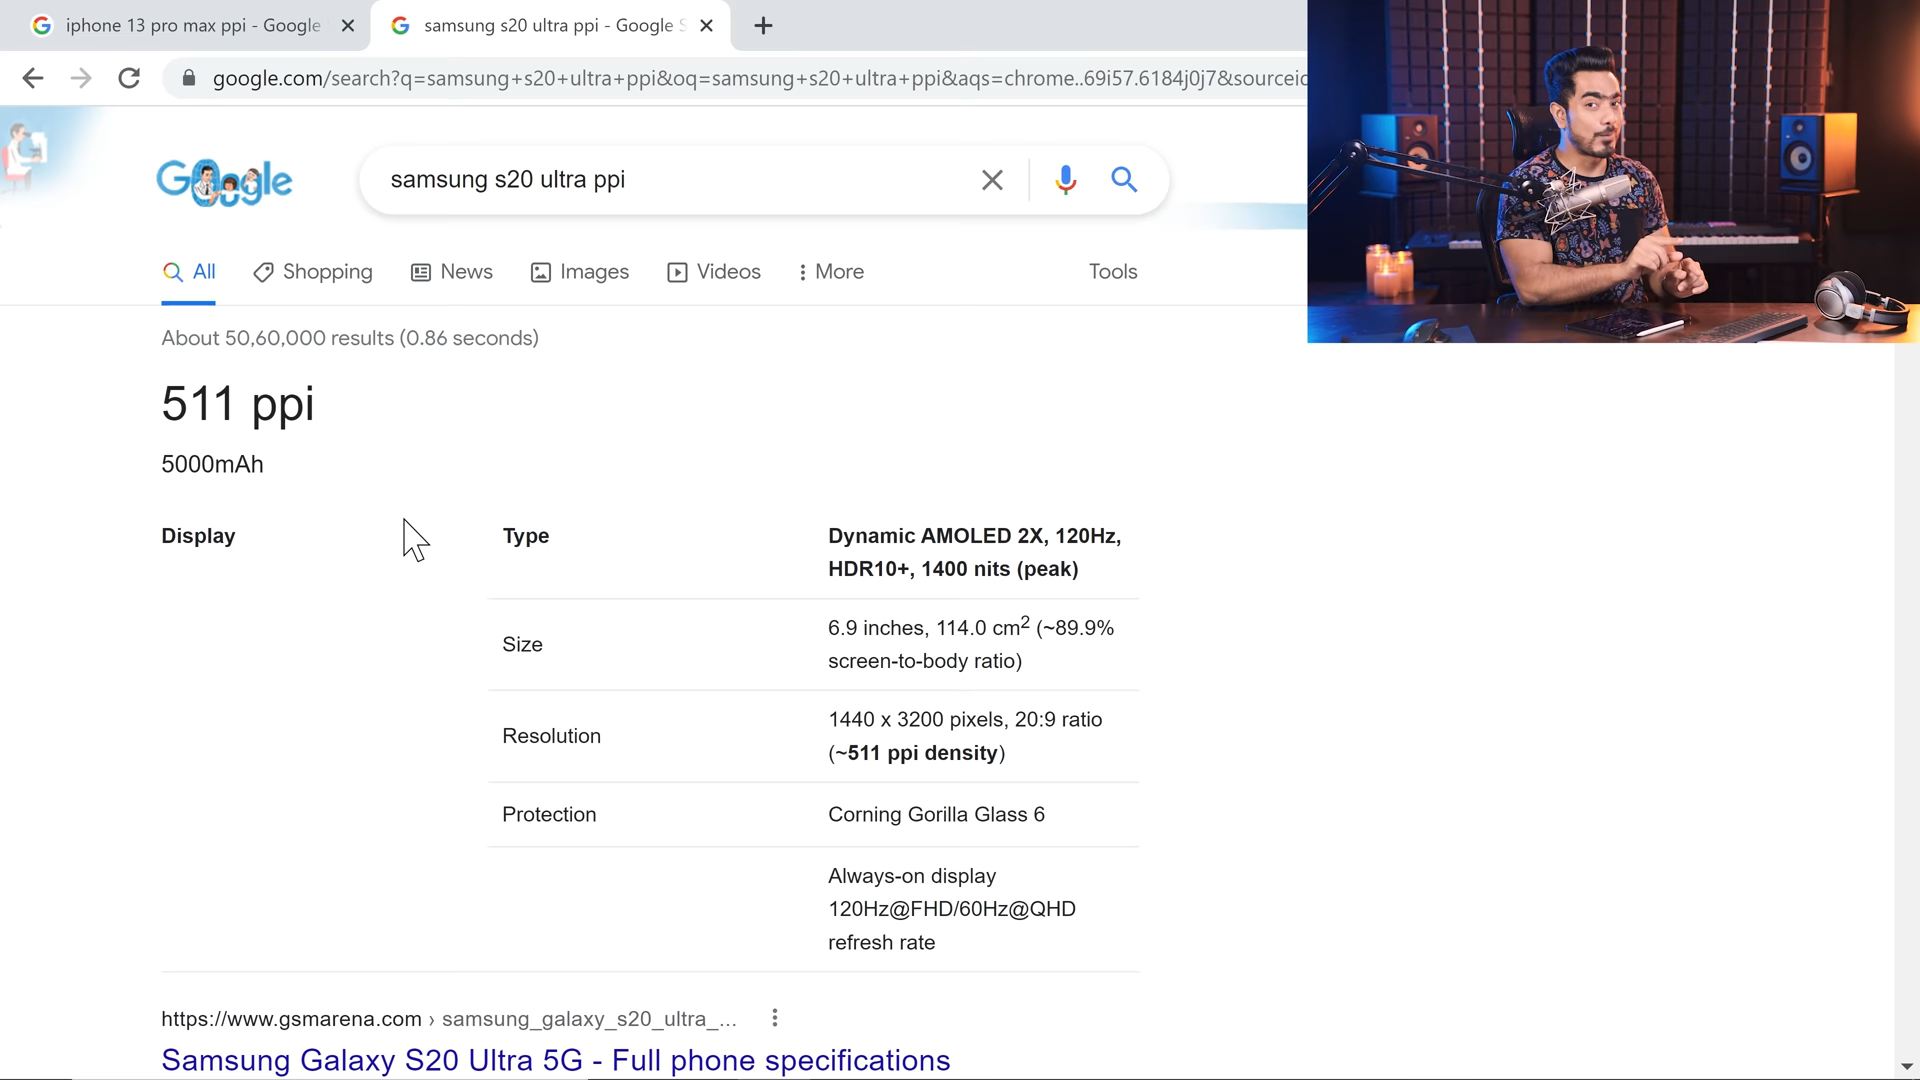 iphone 13 pro max ppi - Google
samsung s20 ultra ppi - Google S
google.com/search?q=samsung+s20+ultra+ppi&oq=samsung+s20+ultra+ppi&aqs=chrome..69i57.6184j0j7&sourceid
Google
samsung s20 ultra ppi
All
Shopping
News
Images
Videos
More
Tools
About 50,60,000 results (0.86 seconds)
511 ppi
5000mAh
Display
Type
Dynamic AMOLED 2X, 120Hz,
HDR10+, 1400 nits (peak)
Size
6.9 inches, 114.0 cm2 (~89.9%
screen-to-body ratio)
Resolution
1440 x 3200 pixels, 20:9 ratio
(~511 ppi density)
Protection
Corning Gorilla Glass 6
Always-on display
120Hz@FHD/60Hz@QHD
refresh rate
https://www.gsmarena.com › samsung_galaxy_s20_ultra_...
Samsung Galaxy S20 Ultra 5G - Full phone specifications